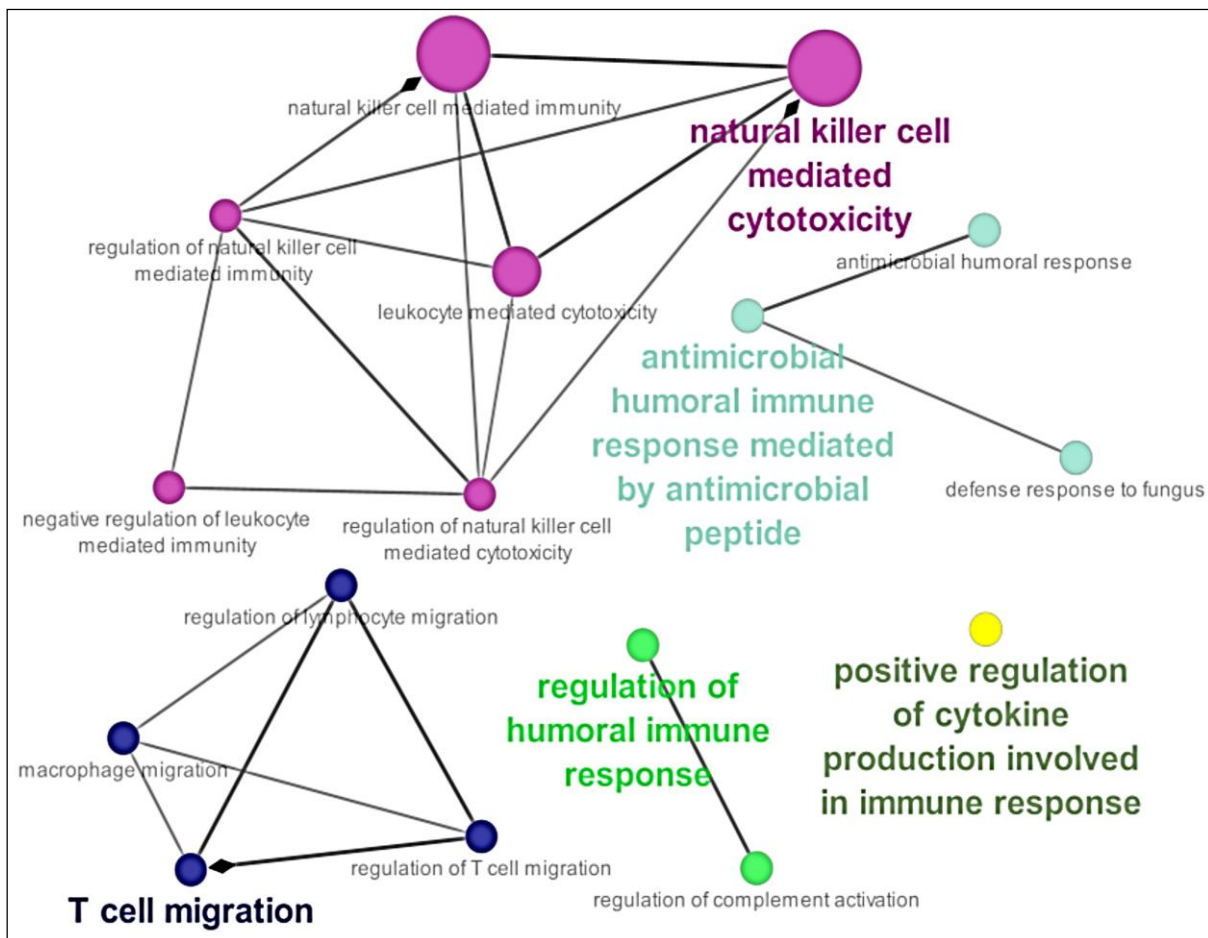 natural killer cell mediated immunity
natural killer cell
mediated
cytotoxicity
regulation of natural killer cell
mediated immunity
leukocyte mediated cytotoxicity
antimicrobial humoral response
antimicrobial
humoral immune
response mediated
by antimicrobial
peptide
defense response to fungus
negative regulation of leukocyte
mediated immunity
regulation of natural killer cell
mediated cytotoxicity
regulation of lymphocyte migration
macrophage migration
regulation of T cell migration
T cell migration
regulation of
humoral immune
response
regulation of complement activation
positive regulation
of cytokine
production involved
in immune response